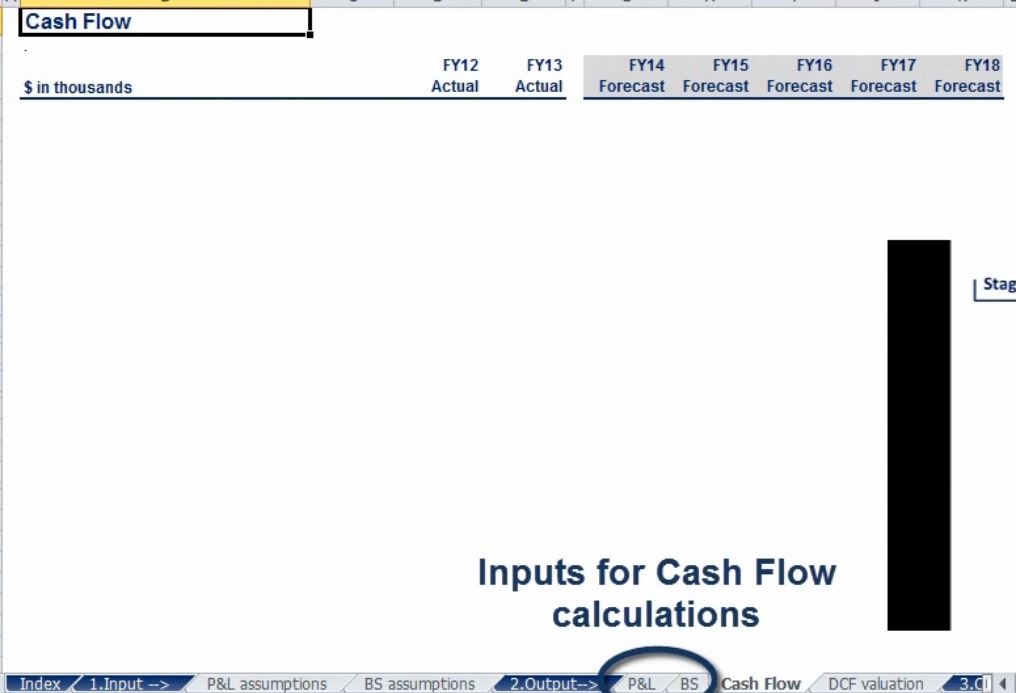 Cash Flow
FY12 FY13 FY14 FY15 FY16 FY17 FY18
$ in thousands Actual Actual Forecast Forecast Forecast Forecast Forecast
Stag
Inputs for Cash Flow
calculations
Index 1.Input --> P&L assumptions BS assumptions 2.Output--> P&L BS Cash Flow DCF valuation